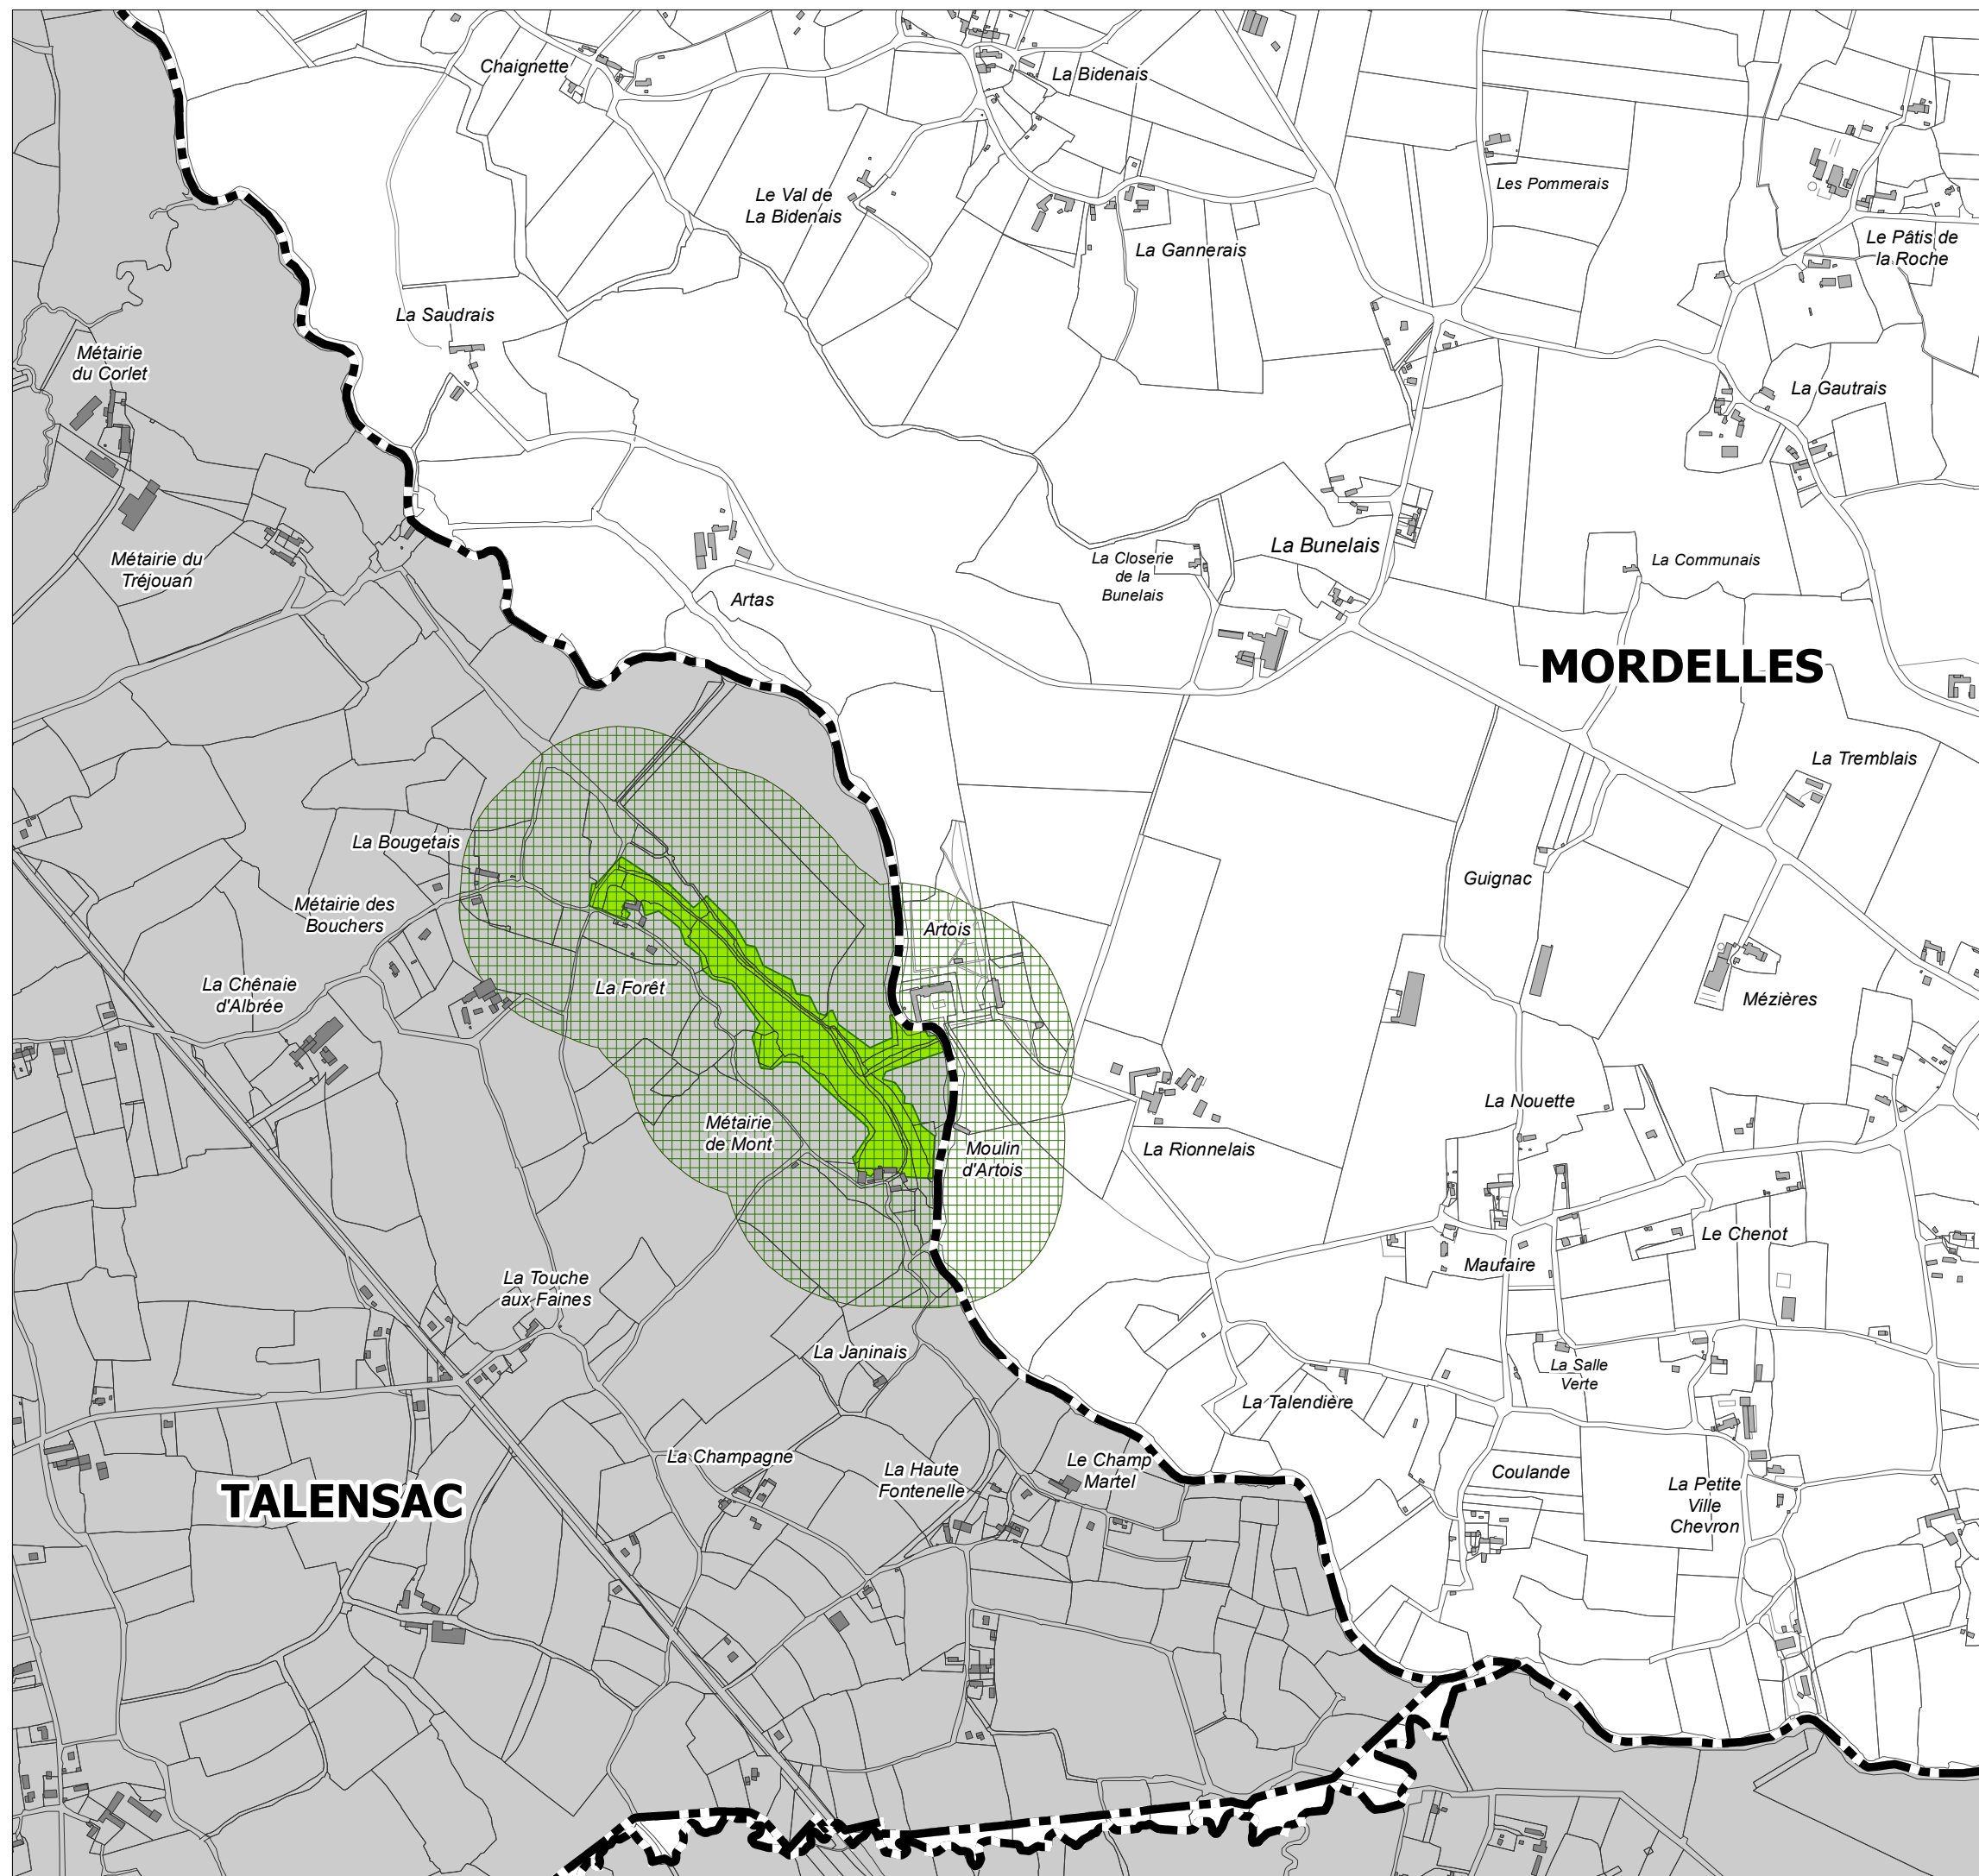 Chaignette
La Bidenais
Les Pommerais
Le Val de
La Bidenais
La Gannerais
Le Pâtis de
la Roche
La Saudrais
Métairie
du Corlet
La Gautrais
Métairie du
Tréjouan
La Closerie
de la
Bunelais
La Bunelais
La Communais
Artas
MORDELLES
La Tremblais
La Bougetais
Guignac
Métairie des
Bouchers
Artois
La Chênaie
d'Albrée
La Forêt
Mézières
La Nouette
Métairie
de Mont
Moulin
d'Artois
La Rionnelais
Le Chenot
Maufaire
La Touche
aux Faines
La Janinais
La Salle
Verte
La Talendière
La Champagne
La Haute
Fontenelle
Le Champ
Martel
Coulande
La Petite
Ville
Chevron
TALENSAC